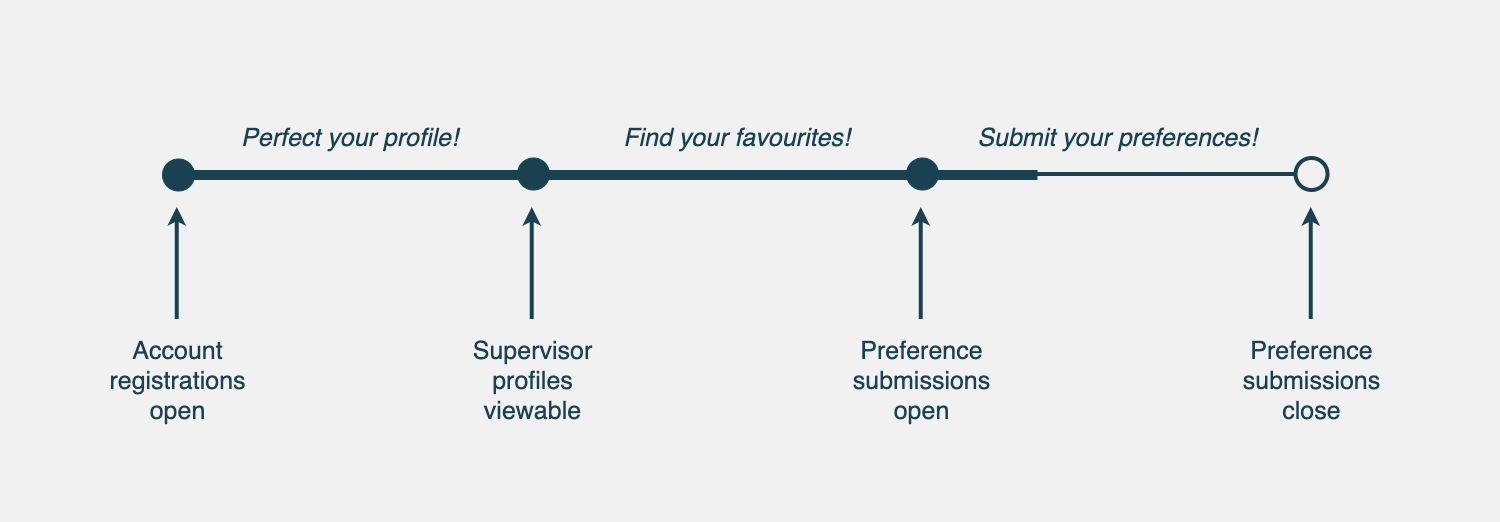 Perfect your profile!
Find your favourites!
Submit your preferences!
Account
registrations
open
Supervisor
profiles
viewable
Preference
submissions
open
Preference
submissions
close